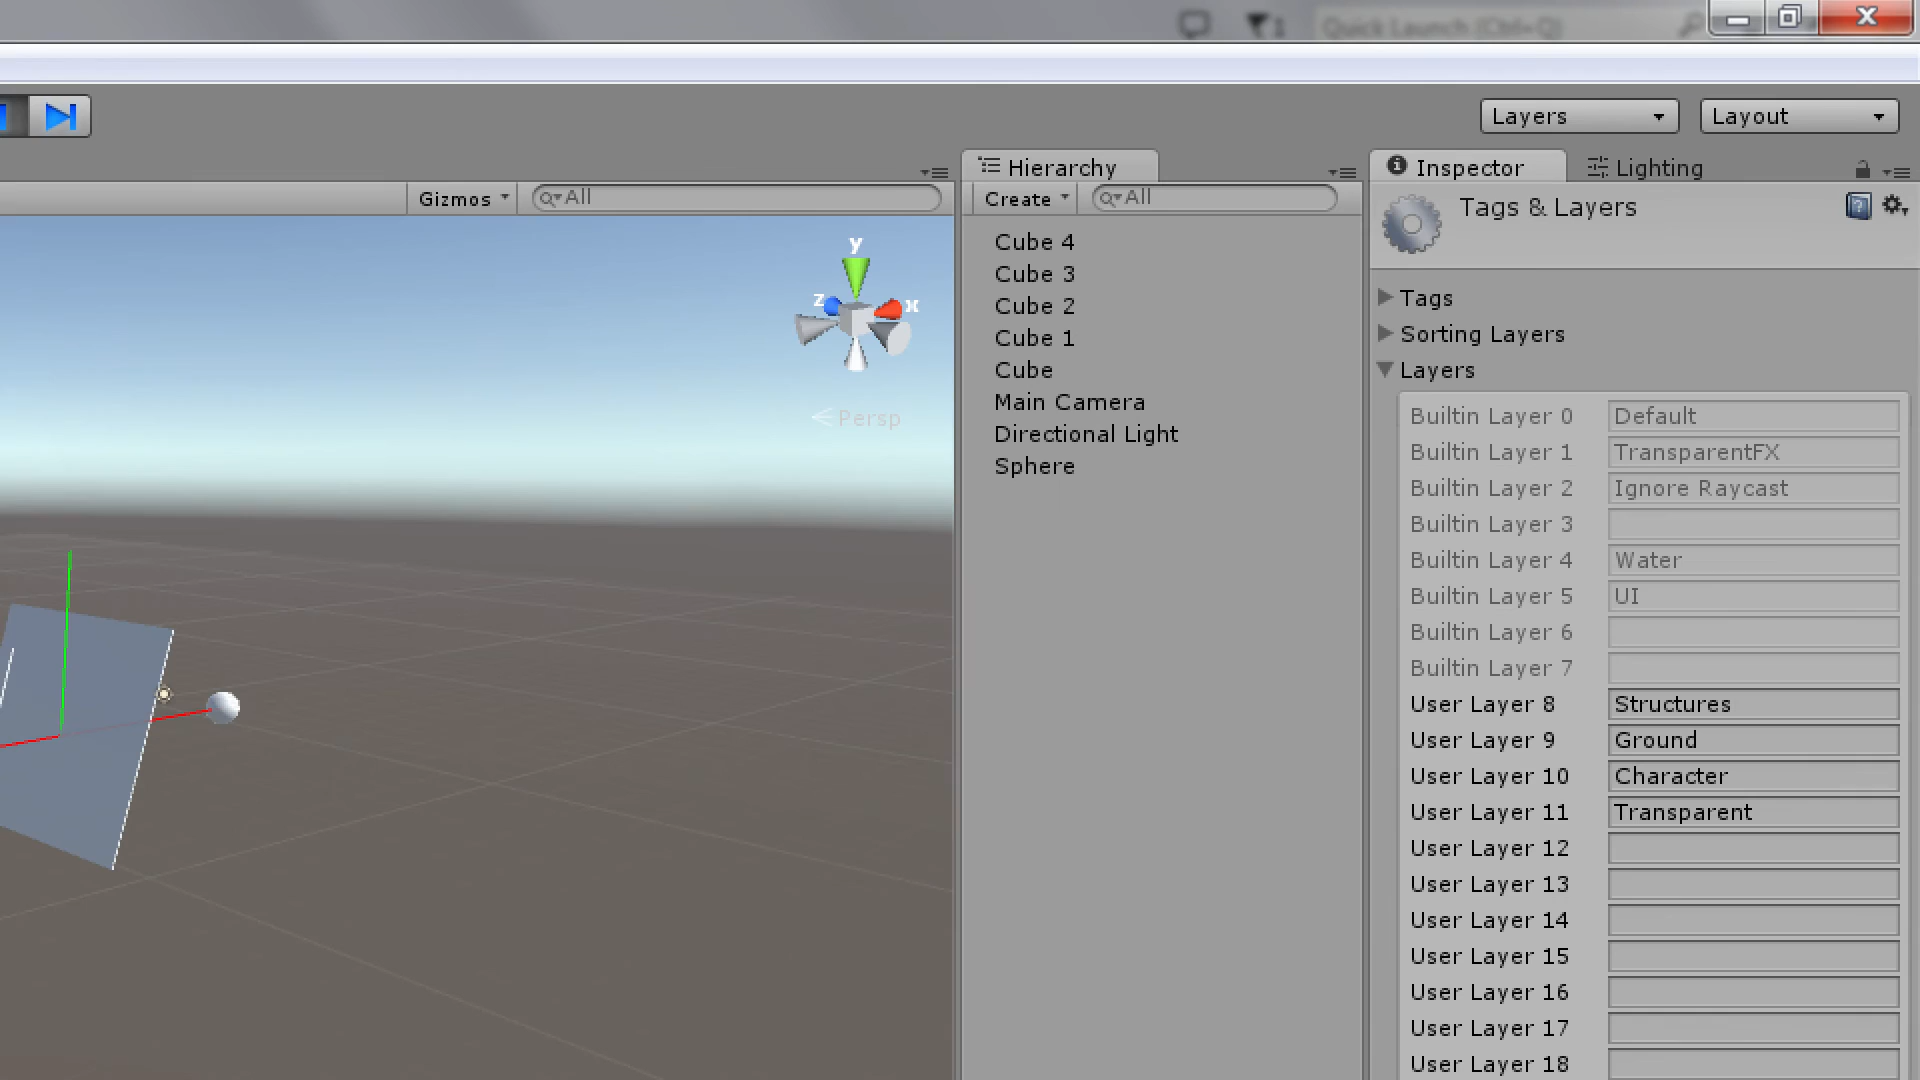 Quick Launch (Ctrl+Q)
1
Layers
Layout
Hierarchy
Inspector
Lighting
Gizmos
All
Create
All
Tags & Layers
y
z
x
Persp
Cube 4
Cube 3
Cube 2
Cube 1
Cube
Main Camera
Directional Light
Sphere
Tags
Sorting Layers
Layers
Builtin Layer 0 Default
Builtin Layer 1 TransparentFX
Builtin Layer 2 Ignore Raycast
Builtin Layer 3
Builtin Layer 4 Water
Builtin Layer 5 UI
Builtin Layer 6
Builtin Layer 7
User Layer 8 Structures
User Layer 9 Ground
User Layer 10 Character
User Layer 11 Transparent
User Layer 12
User Layer 13
User Layer 14
User Layer 15
User Layer 16
User Layer 17
User Layer 18